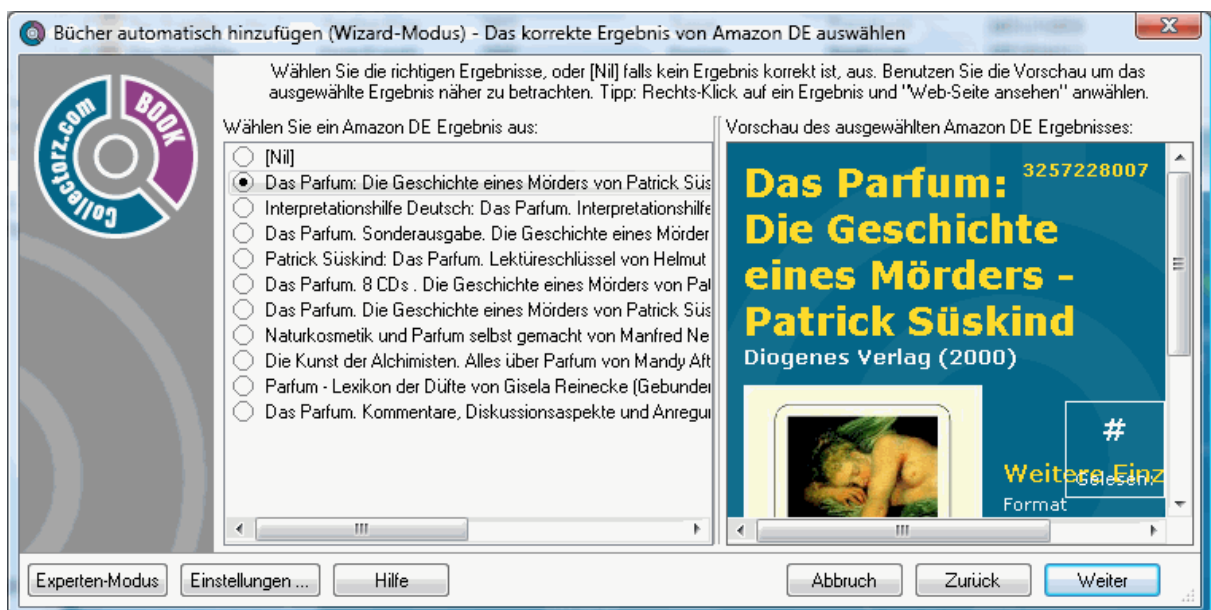 Bücher automatisch hinzufügen (Wizard-Modus) - Das korrekte Ergebnis von Amazon DE auswählen
Collectorz.com
BOOK
Wählen Sie die richtigen Ergebnisse, oder [Nil] falls kein Ergebnis korrekt ist, aus. Benutzen Sie die Vorschau um das
ausgewählte Ergebnis näher zu betrachten. Tipp: Rechts-Klick auf ein Ergebnis und "Web-Seite ansehen" anwählen.
Wählen Sie ein Amazon DE Ergebnis aus:
[Nil]
Das Parfum: Die Geschichte eines Mörders von Patrick Süs
Interpretationshilfe Deutsch: Das Parfum. Interpretationshilfe
Das Parfum. Sonderausgabe. Die Geschichte eines Mörder
Patrick Süskind: Das Parfum. Lektüreschlüssel von Helmut
Das Parfum. 8 CDs . Die Geschichte eines Mörders von Pat
Das Parfum. Die Geschichte eines Mörders von Patrick Süs
Naturkosmetik und Parfum selbst gemacht von Manfred Ne
Die Kunst der Alchimisten. Alles über Parfum von Mandy Aft
Parfum - Lexikon der Düfte von Gisela Reinecke (Gebunde
Das Parfum. Kommentare, Diskussionsaspekte und Anregu
Vorschau des ausgewählten Amazon DE Ergebnisses:
Das Parfum: 3257228007
Die Geschichte
eines Mörders -
Patrick Süskind
Diogenes Verlag (2000)
#
Weitere Einz
Gelesen:
Format
Experten-Modus
Einstellungen ...
Hilfe
Abbruch
Zurück
Weiter